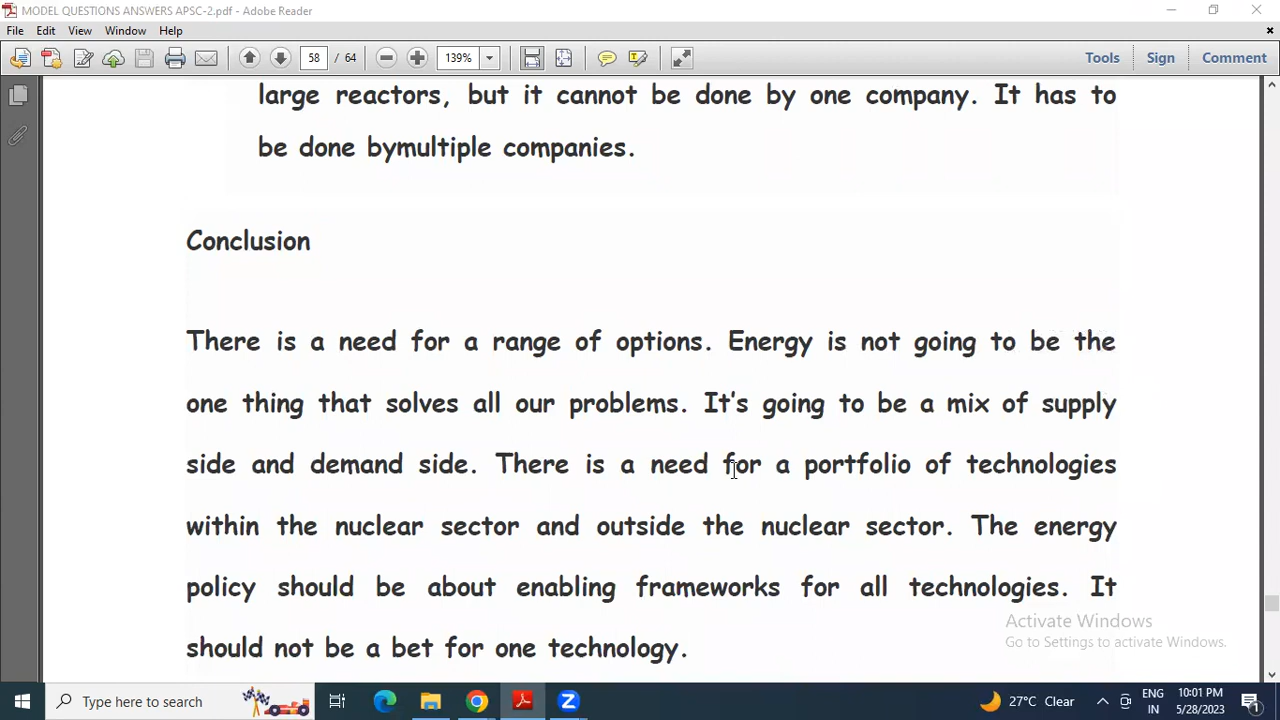 MODEL QUESTIONS ANSWERS APSC-2.pdf - Adobe Reader
File Edit View Window Help
58 / 64 139% Tools Sign Comment
large reactors, but it cannot be done by one company. It has to
be done bymultiple companies.
Conclusion
There is a need for a range of options. Energy is not going to be the
one thing that solves all our problems. It's going to be a mix of supply
side and demand side. There is a need for a portfolio of technologies
within the nuclear sector and outside the nuclear sector. The energy
policy should be about enabling frameworks for all technologies. It
should not be a bet for one technology.
Activate Windows
Go to Settings to activate Windows.
Type here to search 27°C Clear ENG 10:01 PM
IN 5/28/2023 1